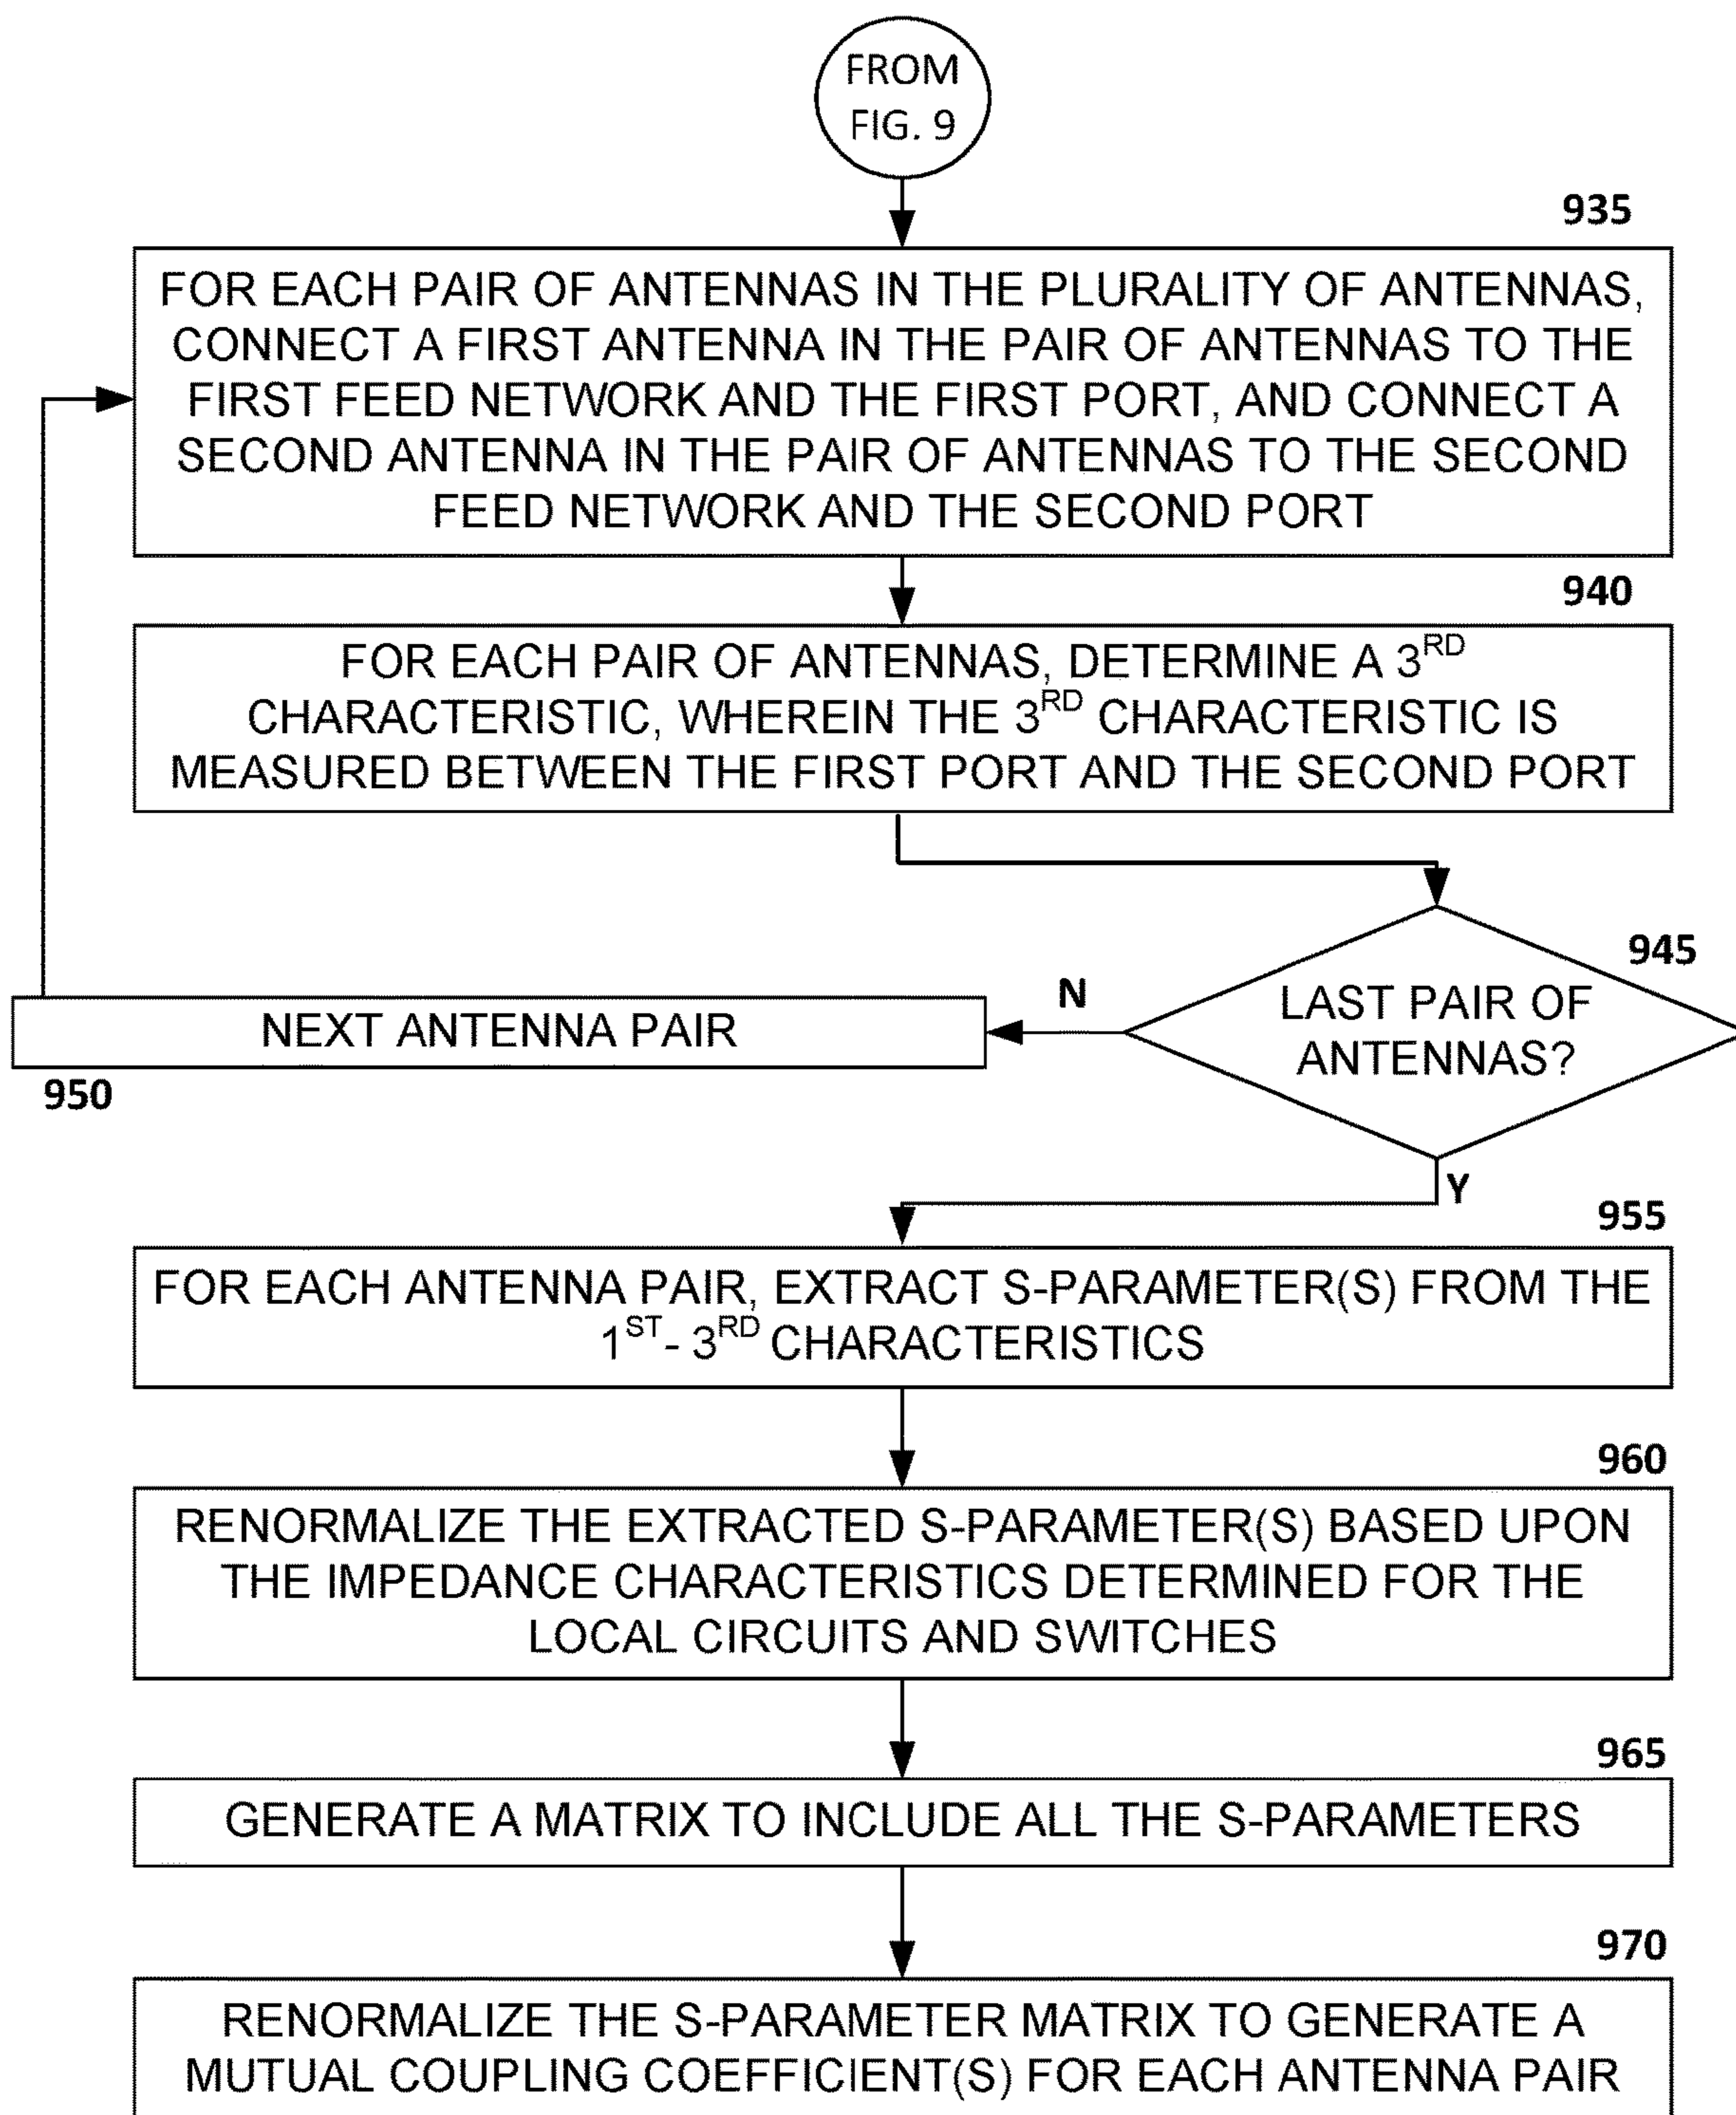 FROM
FIG. 9
935
FOR EACH PAIR OF ANTENNAS IN THE PLURALITY OF ANTENNAS,
CONNECT A FIRST ANTENNA IN THE PAIR OF ANTENNAS TO THE
FIRST FEED NETWORK AND THE FIRST PORT, AND CONNECT A
SECOND ANTENNA IN THE PAIR OF ANTENNAS TO THE SECOND
FEED NETWORK AND THE SECOND PORT
940
FOR EACH PAIR OF ANTENNAS, DETERMINE A 3RD
CHARACTERISTIC, WHEREIN THE 3RD CHARACTERISTIC IS
MEASURED BETWEEN THE FIRST PORT AND THE SECOND PORT
945
LAST PAIR OF
ANTENNAS?
N
NEXT ANTENNA PAIR
950
Y
955
FOR EACH ANTENNA PAIR, EXTRACT S-PARAMETER(S) FROM THE
1ST - 3RD CHARACTERISTICS
960
RENORMALIZE THE EXTRACTED S-PARAMETER(S) BASED UPON
THE IMPEDANCE CHARACTERISTICS DETERMINED FOR THE
LOCAL CIRCUITS AND SWITCHES
965
GENERATE A MATRIX TO INCLUDE ALL THE S-PARAMETERS
970
RENORMALIZE THE S-PARAMETER MATRIX TO GENERATE A
MUTUAL COUPLING COEFFICIENT(S) FOR EACH ANTENNA PAIR